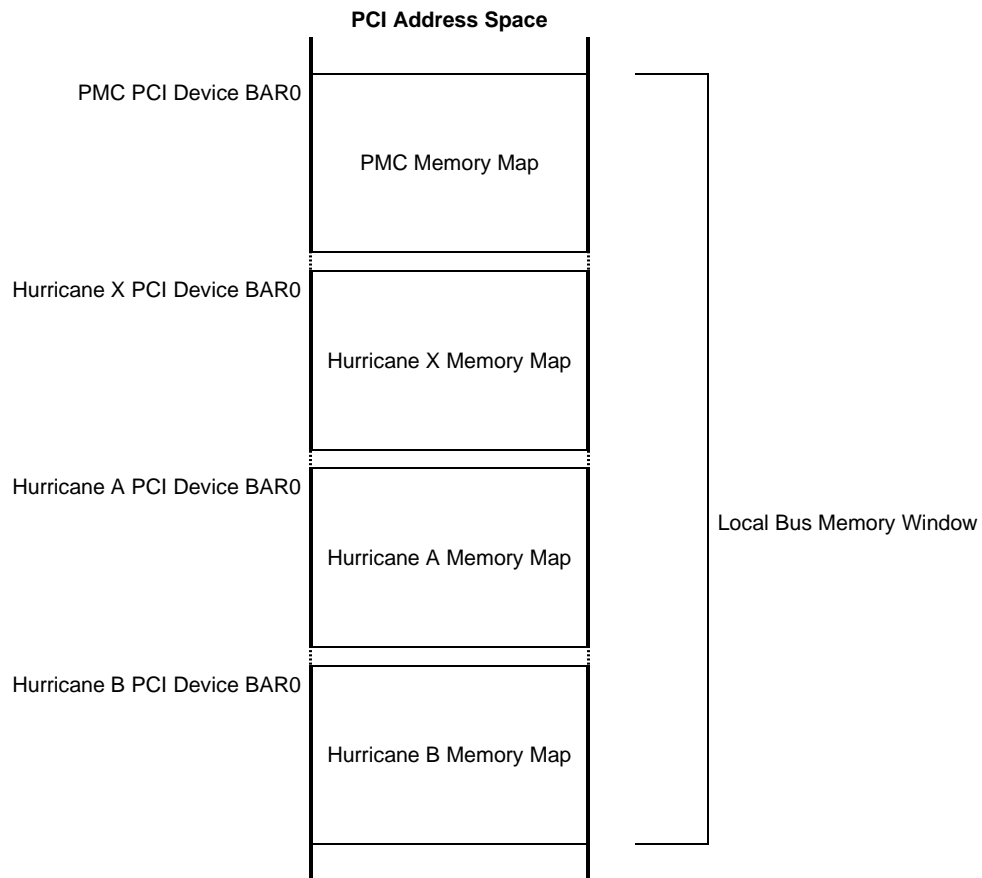 PCI Address Space
PMC PCI Device BAR0
PMC Memory Map
Hurricane X PCI Device BAR0
Hurricane X Memory Map
Hurricane A PCI Device BAR0
Local Bus Memory Window
Hurricane A Memory Map
Hurricane B PCI Device BAR0
Hurricane B Memory Map